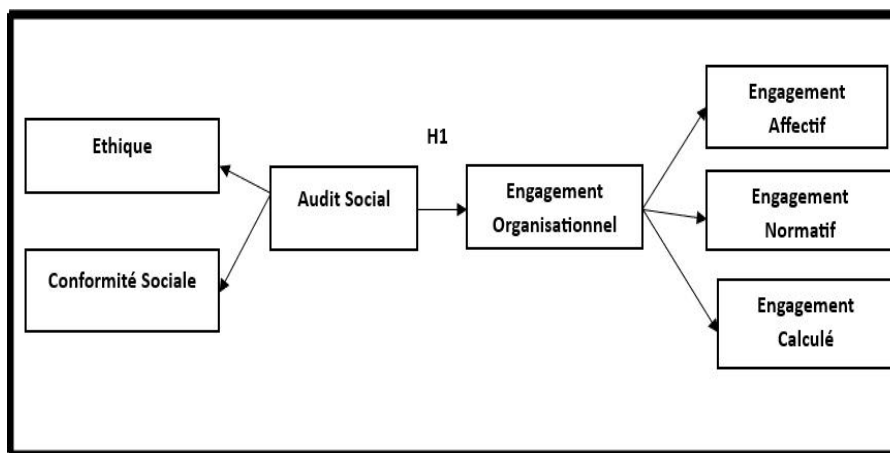 Ethique
Conformité Sociale
Audit Social
H1
Engagement
Organisationnel
Engagement
Affectif
Engagement
Normatif
Engagement
Calculé